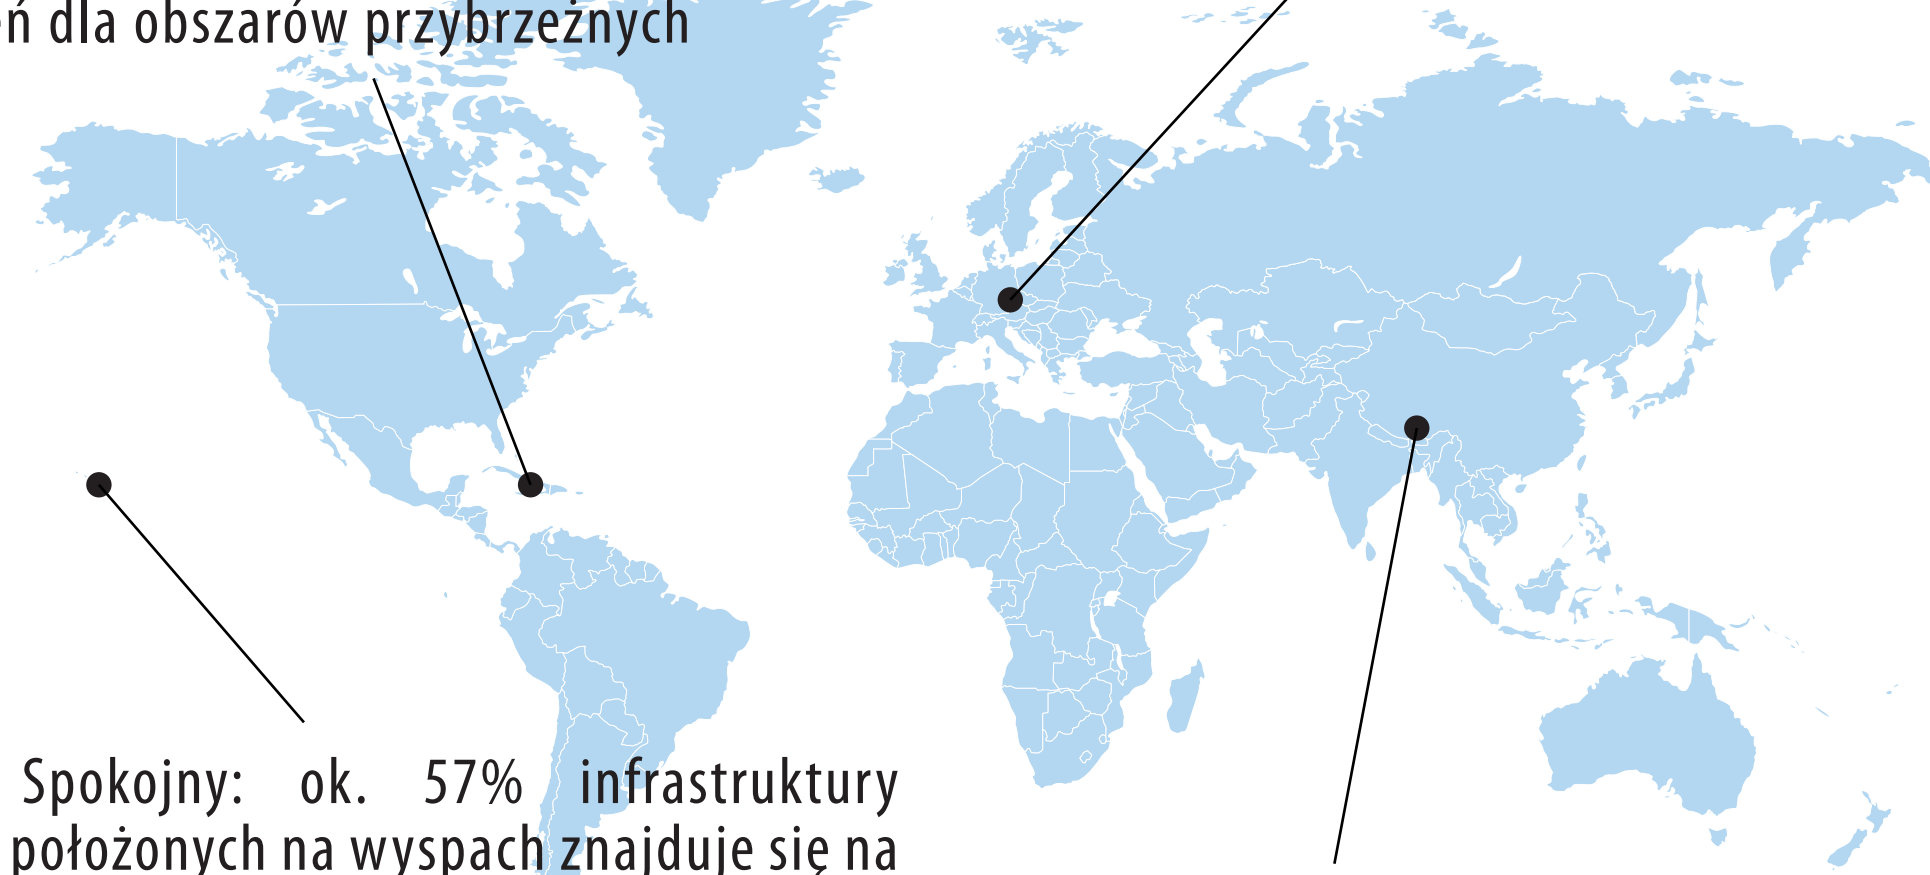 dla obszarów przybrzeżnych
Spokojny: ok. 57% infrastruktury
położonych na wyspach znajduje się na